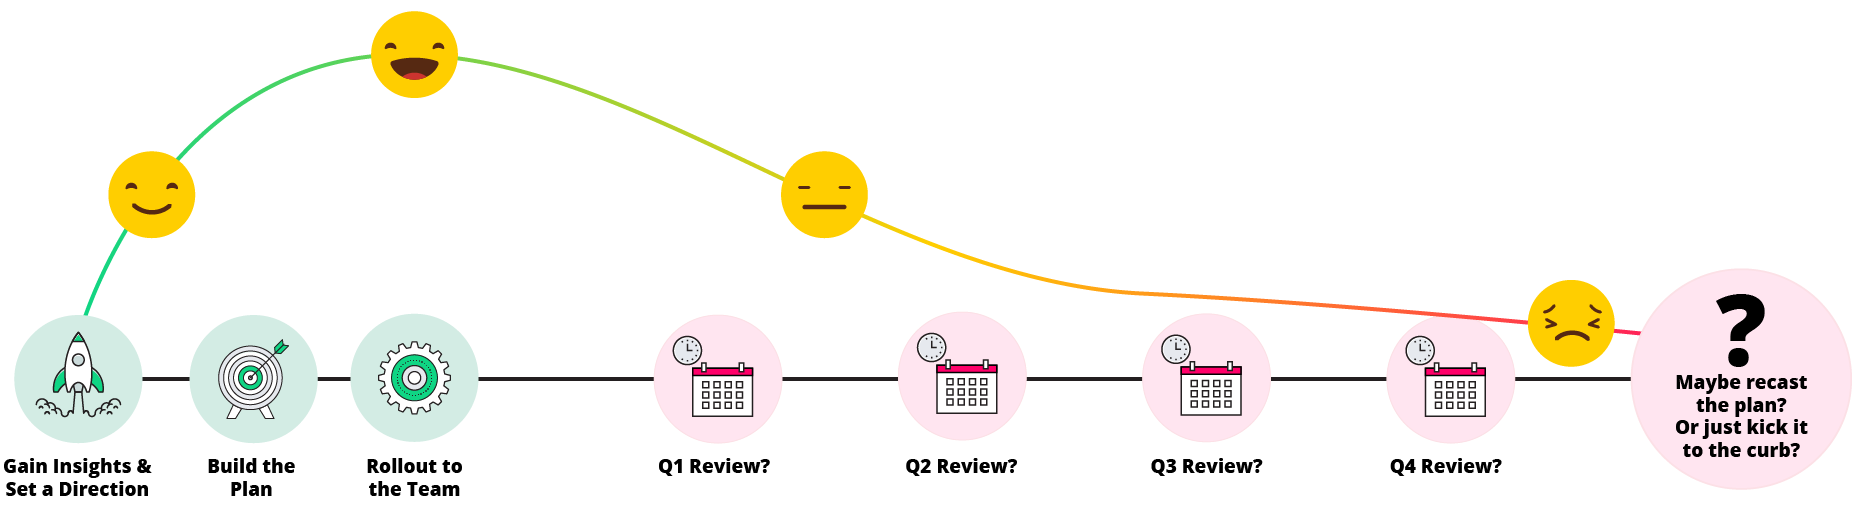 Gain Insights &
Set a Direction
Build the
Plan
Rollout to
the Team
Q1 Review?
Q2 Review?
Q3 Review?
Q4 Review?
?
Maybe recast
the plan?
Or just kick it
to the curb?